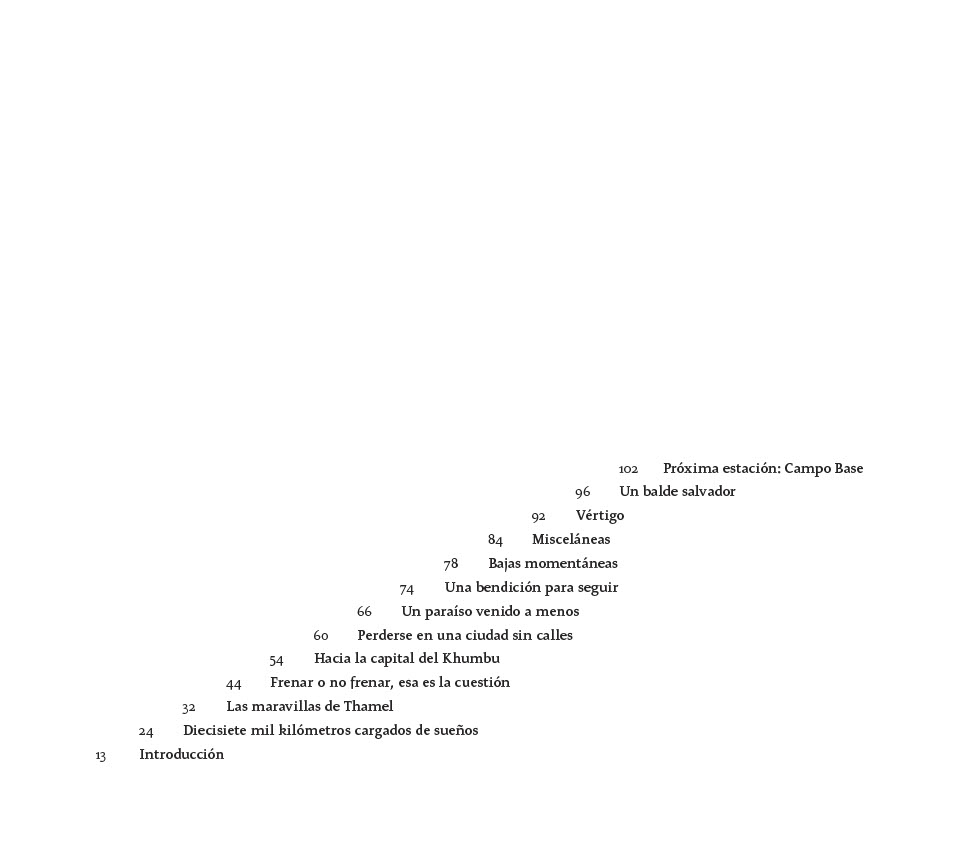 102 Próxima estación: Campo Base
96 Un balde salvador
92 Vértigo
84 Misceláneas
78 Bajas momentáneas
74 Una bendición para seguir
66 Un paraíso venido a menos
60 Perderse en una ciudad sin calles
54 Hacia la capital del Khumbu
44 Frenar o no frenar, esa es la cuestión
32 Las maravillas de Thamel
24 Diecisiete mil kilómetros cargados de sueños
13 Introducción